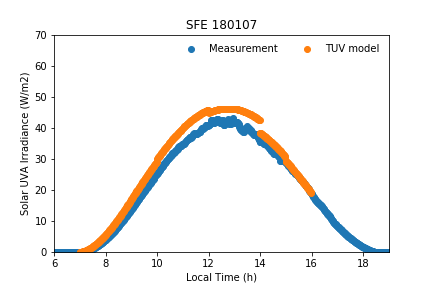 SFE 180107
Measurement
TUV model
70
60
50
40
30
20
10
0
Solar UVA Irradiance (W/m2)
6 8 10 12 14 16 18
Local Time (h)